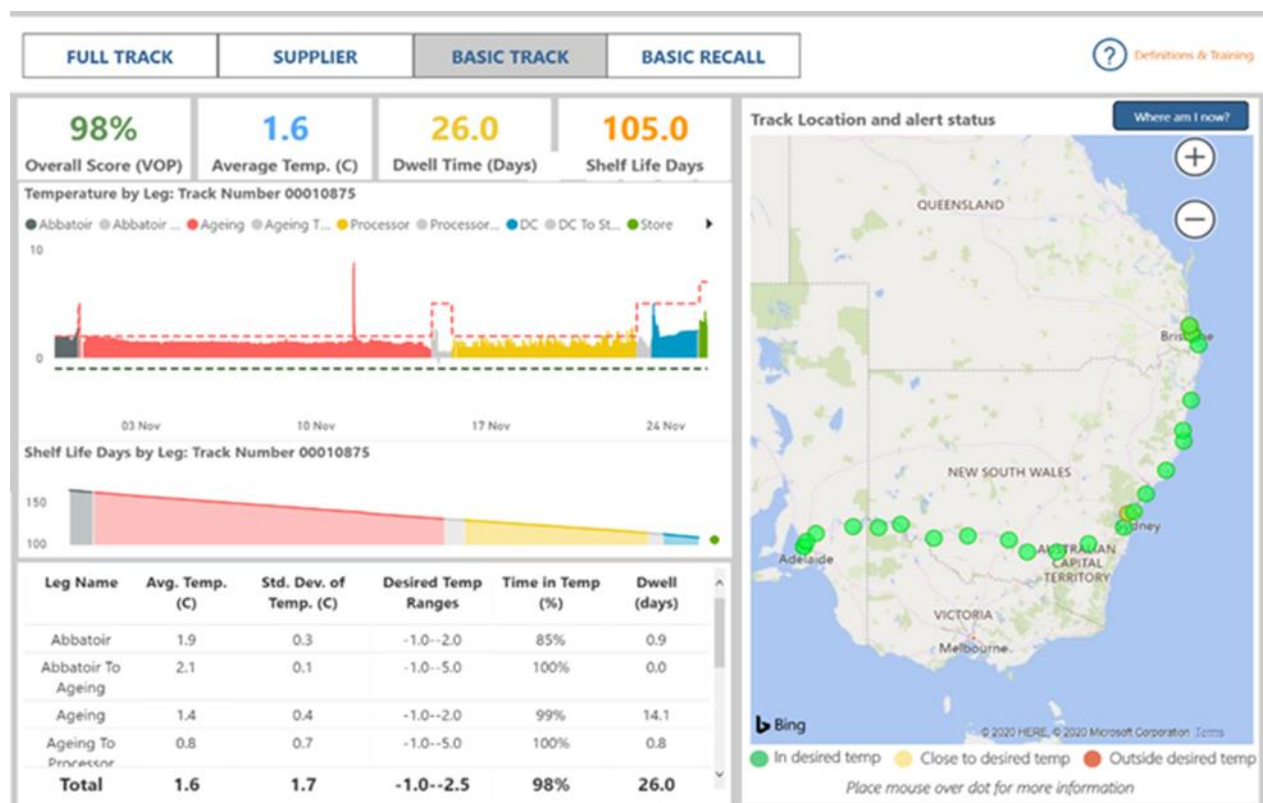 FULL TRACK SUPPLIER BASIC TRACK BASIC RECALL
? Definitions & Training
98% 1.6 26.0 105.0
Overall Score (VOP) Average Temp. (C) Dwell Time (Days) Shelf Life Days
Temperature by Leg: Track Number 00010875
Abbatoir Abbatoir ... Ageing Ageing T... Processor Processor... DC DC To St... Store
10
0
03 Nov 10 Nov 17 Nov 24 Nov
Shelf Life Days by Leg: Track Number 00010875
150
100
Leg Name Avg. Temp. (C) Std. Dev. of Temp. (C) Desired Temp Ranges Time in Temp (%) Dwell (days)
Abbatoir 1.9 0.3 -1.0--2.0 85% 0.9
Abbatoir To Ageing 2.1 0.1 -1.0--5.0 100% 0.0
Ageing 1.4 0.4 -1.0--2.0 99% 14.1
Ageing To Processor 0.8 0.7 -1.0--5.0 100% 0.8
Total 1.6 1.7 -1.0--2.5 98% 26.0
Track Location and alert status
Where am I now?
+
−
QUEENSLAND
Brisbane
NEW SOUTH WALES
Sydney
Adelaide
AUSTRALIAN
CAPITAL
TERRITORY
VICTORIA
Melbourne
Bing
© 2020 HERE, © 2020 Microsoft Corporation Terms
In desired temp Close to desired temp Outside desired temp
Place mouse over dot for more information